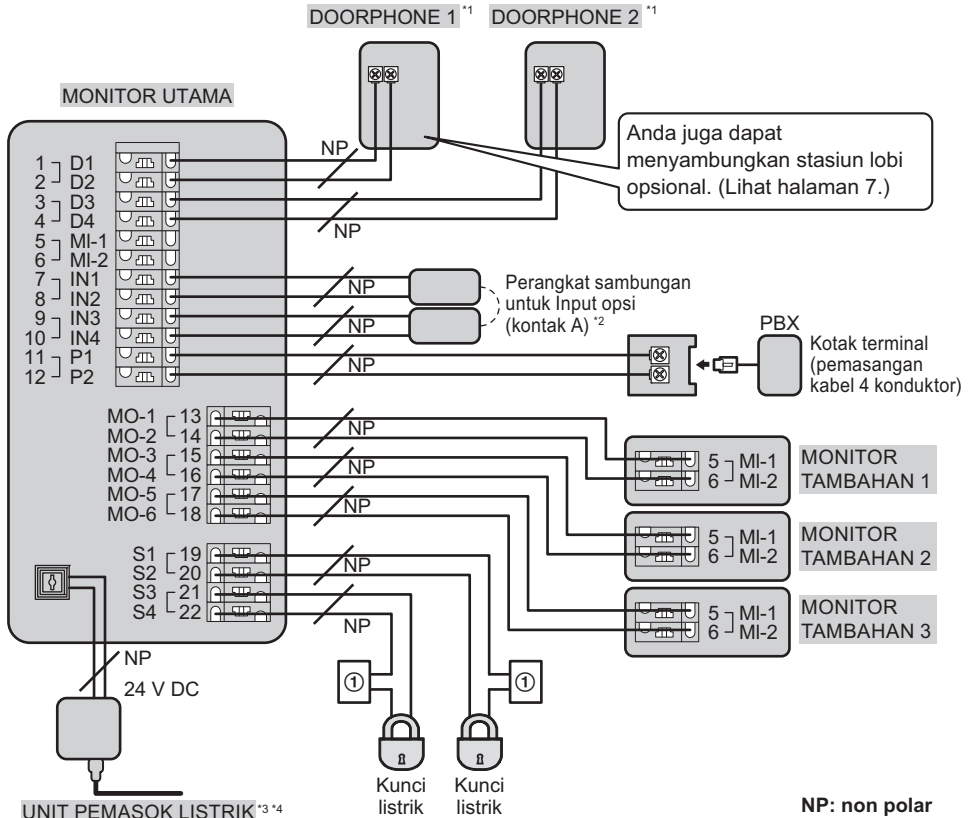 DOORPHONE 1 *1 DOORPHONE 2 *1
MONITOR UTAMA
Anda juga dapat
menyambungkan stasiun lobi
opsional. (Lihat halaman 7.)
1 D1
2 D2
NP
3 D3
4 D4
NP
5 MI-1
6 MI-2
7 IN1
8 IN2
NP
9 IN3
10 IN4
NP
Perangkat sambungan
untuk Input opsi
(kontak A) *2
11 P1
12 P2
NP
PBX
Kotak terminal
(pemasangan
kabel 4 konduktor)
MO-1 13
MO-2 14
NP
MO-3 15
MO-4 16
NP
MO-5 17
MO-6 18
NP
5 MI-1
6 MI-2
MONITOR
TAMBAHAN 1
5 MI-1
6 MI-2
MONITOR
TAMBAHAN 2
5 MI-1
6 MI-2
MONITOR
TAMBAHAN 3
S1 19
S2 20
NP
S3 21
S4 22
NP
NP
24 V DC
① ①
Kunci
listrik
Kunci
listrik
UNIT PEMASOK LISTRIK *3 *4
NP: non polar